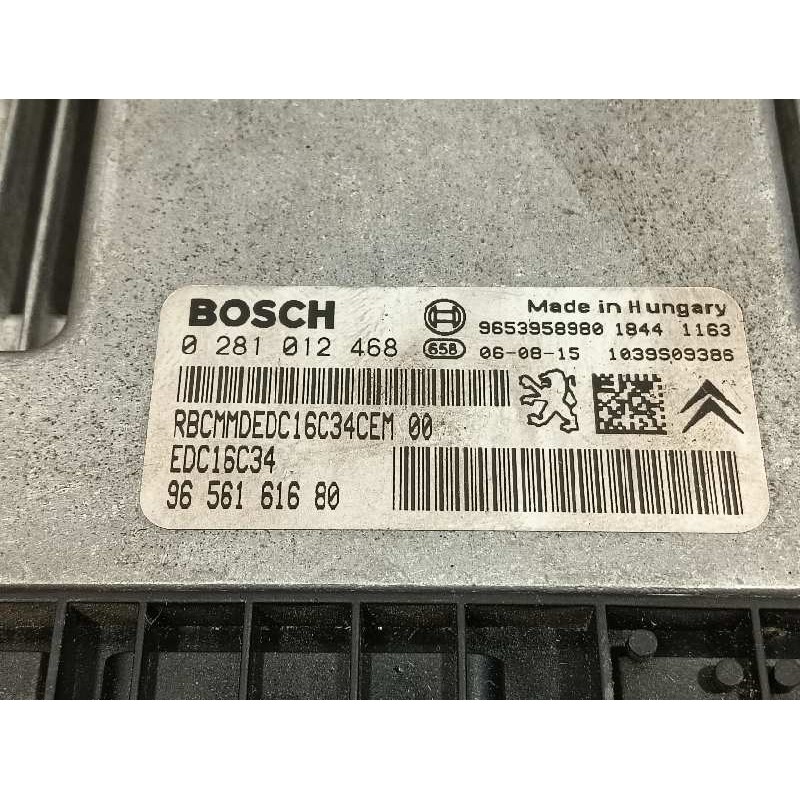 BOSCH
Made in Hungary
9653958980 1844 1163
0 281 012 468
658 06-08-15 1039S09386
RBCMMDEDC16C34CEM 00
EDC16C34
96 561 616 80